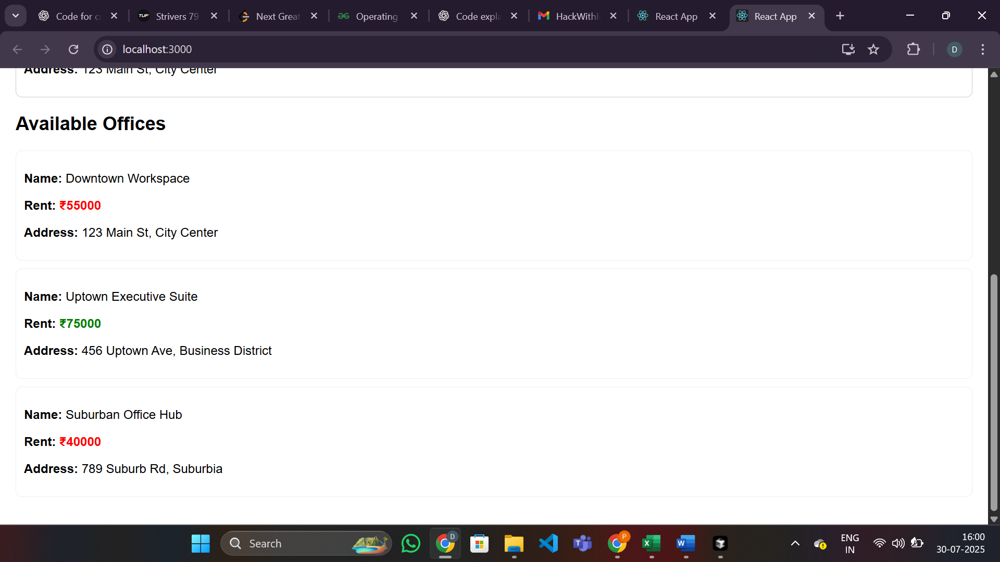 Code for c
Strivers 79
Next Great
Operating
Code expla
HackWithI
React App
React App
localhost:3000
D
Address: 123 Main St, City Center
Available Offices
Name: Downtown Workspace
Rent: ₹55000
Address: 123 Main St, City Center
Name: Uptown Executive Suite
Rent: ₹75000
Address: 456 Uptown Ave, Business District
Name: Suburban Office Hub
Rent: ₹40000
Address: 789 Suburb Rd, Suburbia
Search
ENG
IN
16:00
30-07-2025